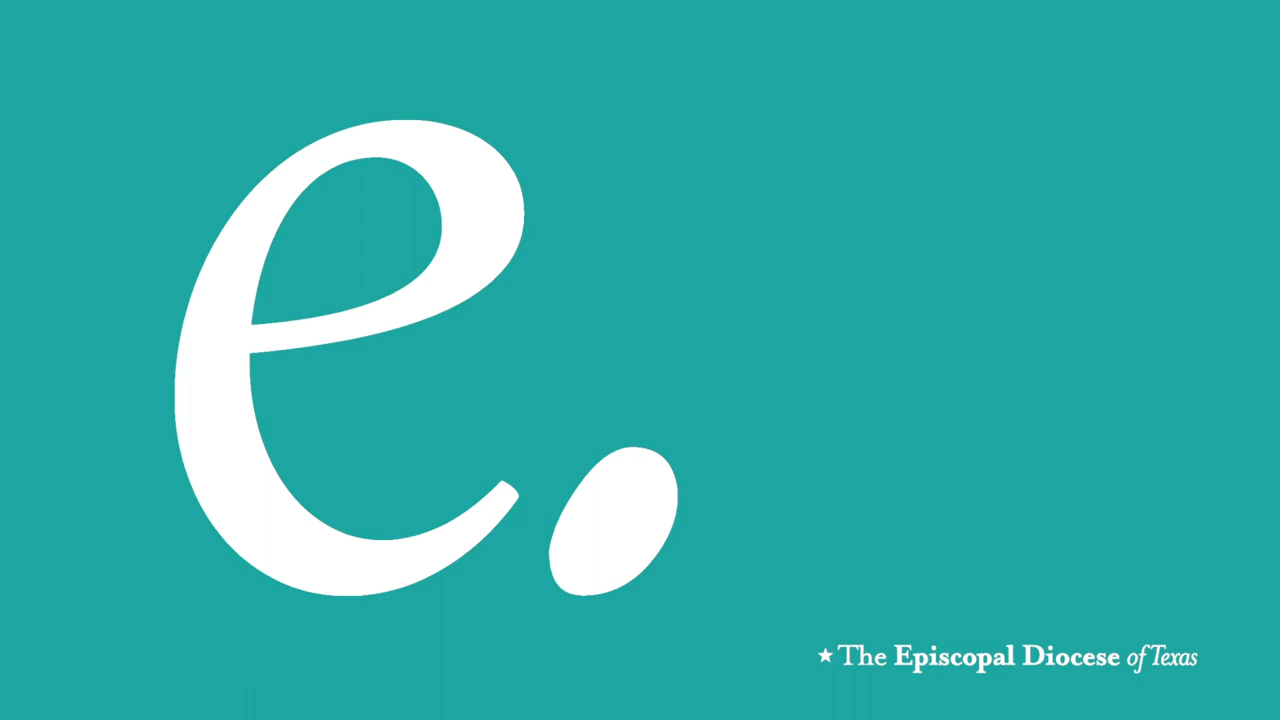 e.
★The Episcopal Diocese of Texas